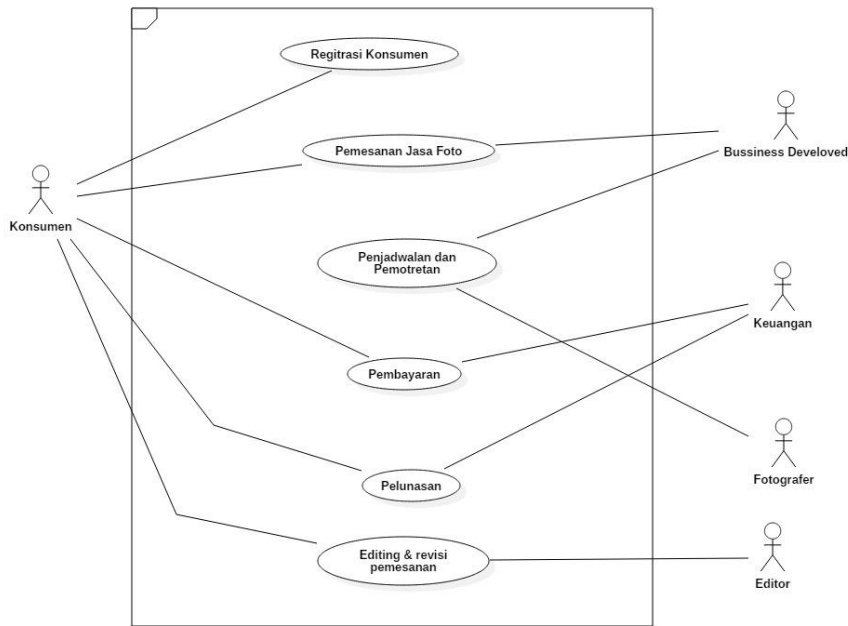 Regitrasi Konsumen
Pemesanan Jasa Foto
Bussiness Develoved
Konsumen
Penjadwalan dan
Pemotretan
Keuangan
Pembayaran
Pelunasan
Fotografer
Editing & revisi
pemesanan
Editor